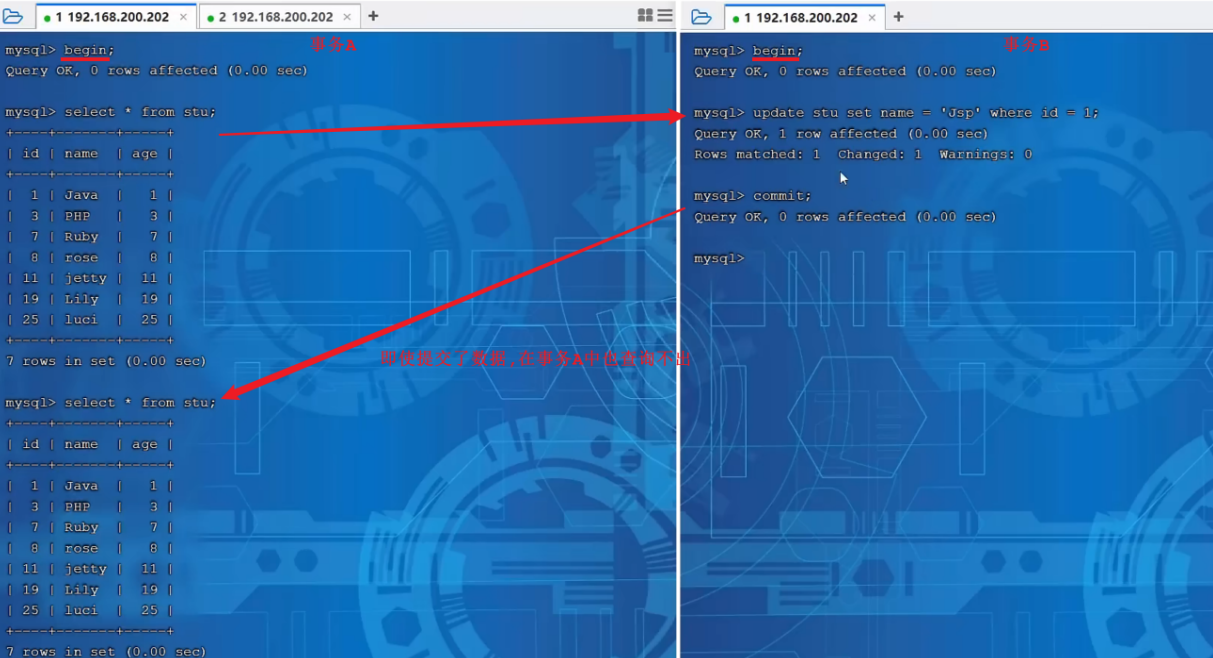 1 192.168.200.202 ×
2 192.168.200.202 ×
+
事务A
mysql> begin;
Query OK, 0 rows affected (0.00 sec)
mysql> select * from stu;
+----+-------+-----+
| id | name  | age |
+----+-------+-----+
|  1 | Java  |   1 |
|  3 | PHP   |   3 |
|  7 | Ruby  |   7 |
|  8 | rose  |   8 |
| 11 | jetty |  11 |
| 19 | Lily  |  19 |
| 25 | luci  |  25 |
+----+-------+-----+
7 rows in set (0.00 sec)
即使提交了数据,在事务A中也查询不出
mysql> select * from stu;
+----+-------+-----+
| id | name  | age |
+----+-------+-----+
|  1 | Java  |   1 |
|  3 | PHP   |   3 |
|  7 | Ruby  |   7 |
|  8 | rose  |   8 |
| 11 | jetty |  11 |
| 19 | Lily  |  19 |
| 25 | luci  |  25 |
+----+-------+-----+
7 rows in set (0.00 sec)
1 192.168.200.202 ×
+
事务B
mysql> begin;
Query OK, 0 rows affected (0.00 sec)
mysql> update stu set name = 'Jsp' where id = 1;
Query OK, 1 row affected (0.00 sec)
Rows matched: 1  Changed: 1  Warnings: 0
mysql> commit;
Query OK, 0 rows affected (0.00 sec)
mysql>